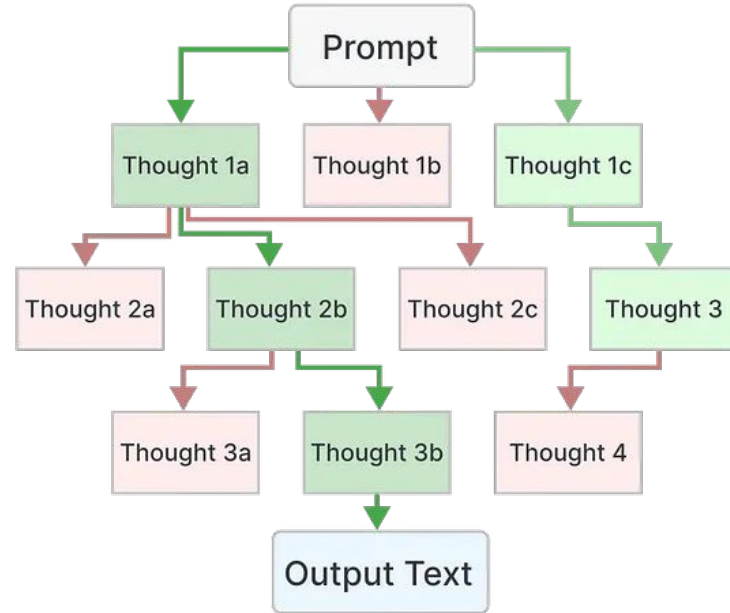 Prompt
Thought 1a
Thought 1b
Thought 1c
Thought 2a
Thought 2b
Thought 2c
Thought 3
Thought 3a
Thought 3b
Thought 4
Output Text